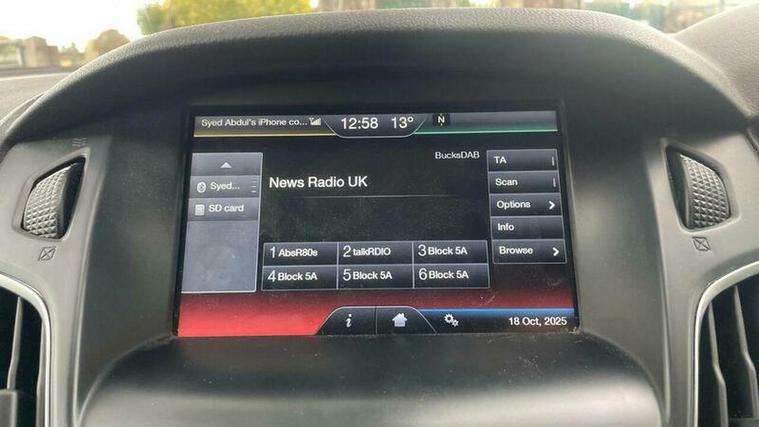 Syed Abdul's iPhone co... 12:58 13° N
BucksDAB
Syed...
SD card
News Radio UK
TA
Scan
Options
Info
Browse
1 AbsR80s 2 talkRDIO 3 Block 5A
4 Block 5A 5 Block 5A 6 Block 5A
i 18 Oct, 2025